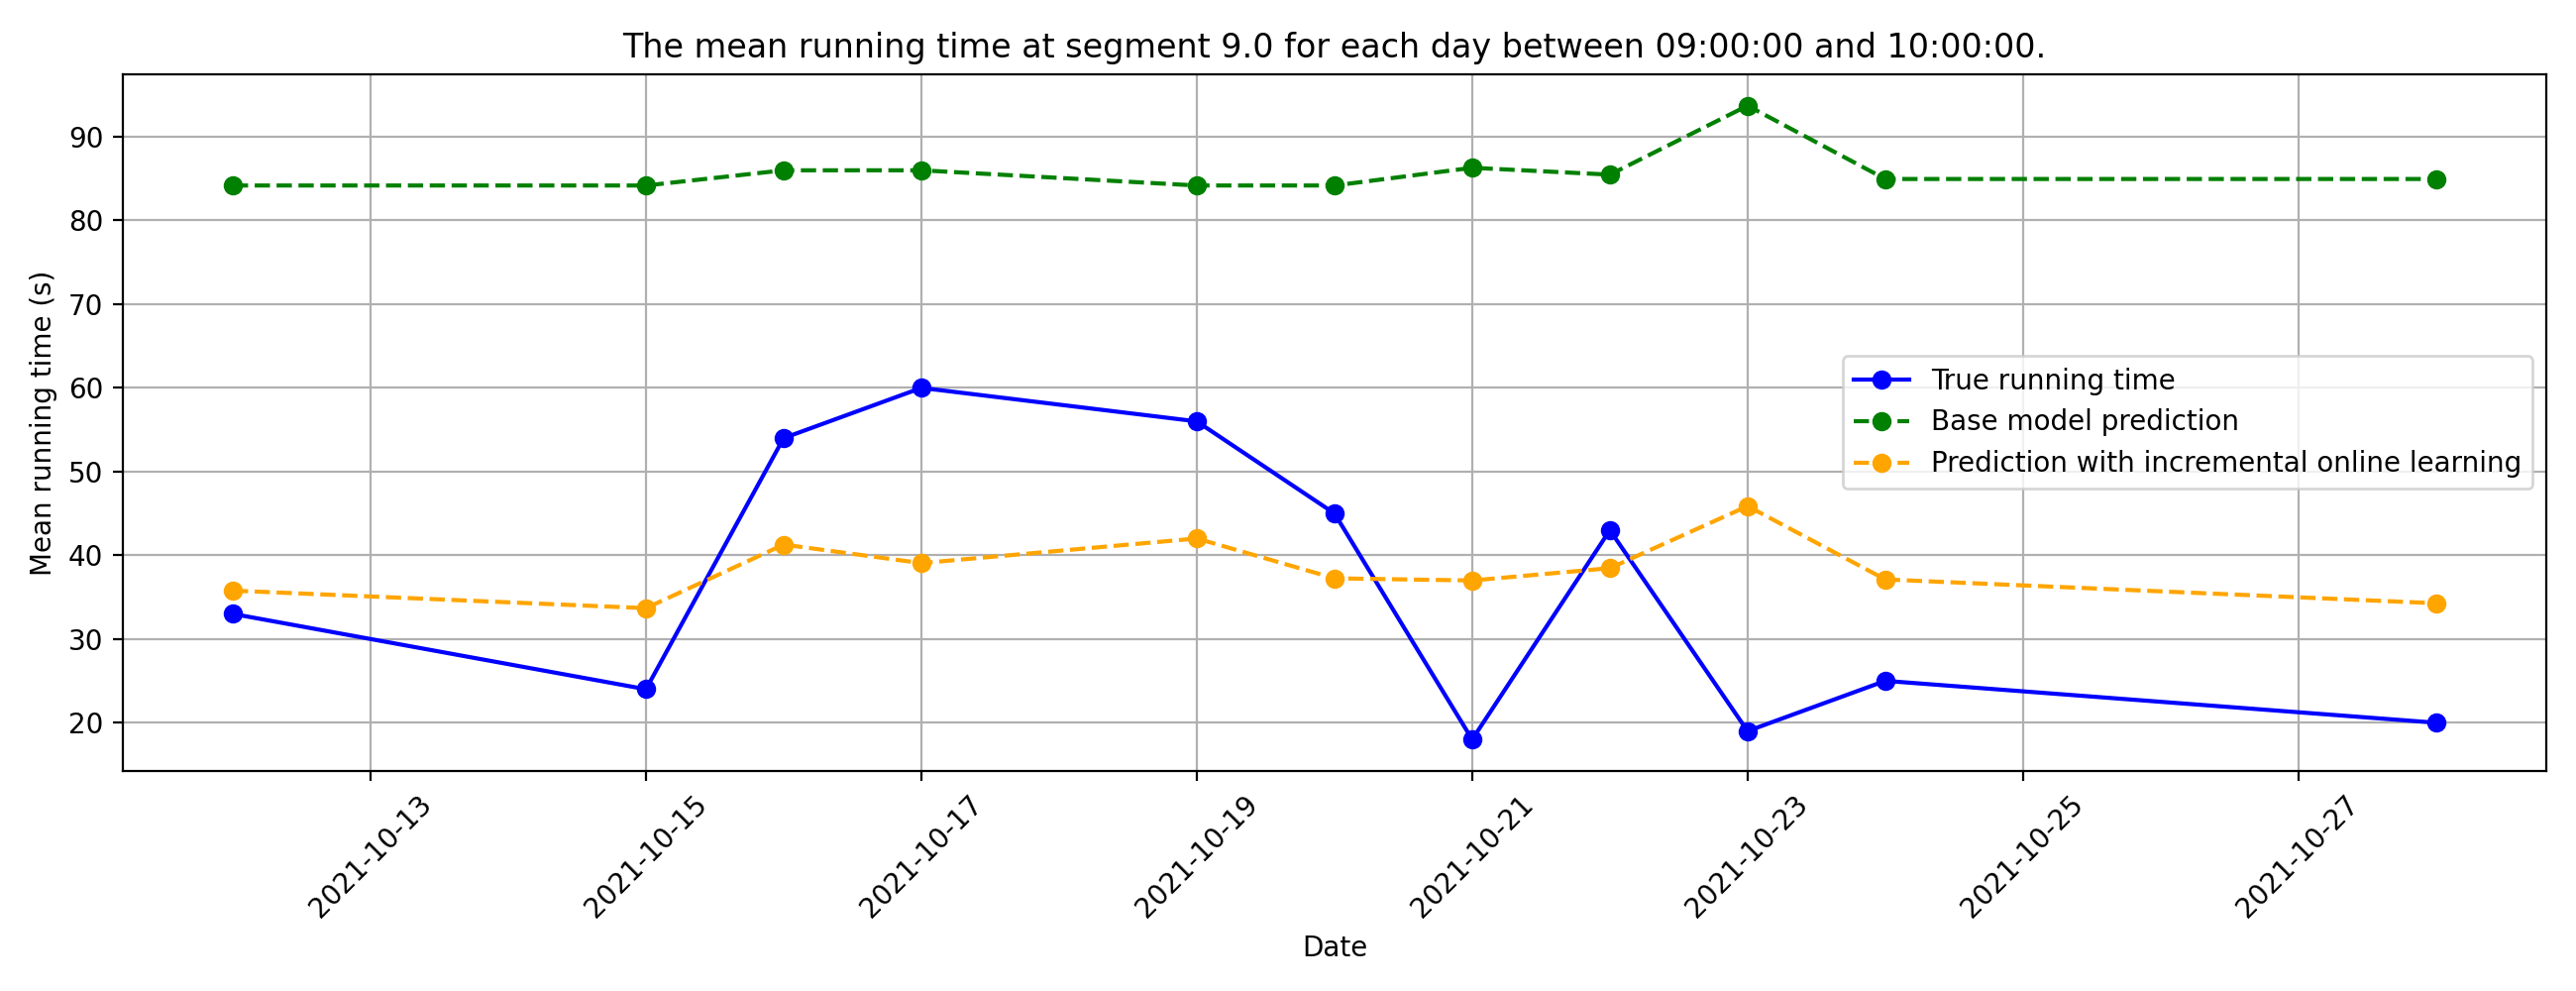 The mean running time at segment 9.0 for each day between 09:00:00 and 10:00:00.
Mean running time (s)
90
80
70
60
50
40
30
20
True running time
Base model prediction
Prediction with incremental online learning
2021-10-13
2021-10-15
2021-10-17
2021-10-19
2021-10-21
2021-10-23
2021-10-25
2021-10-27
Date